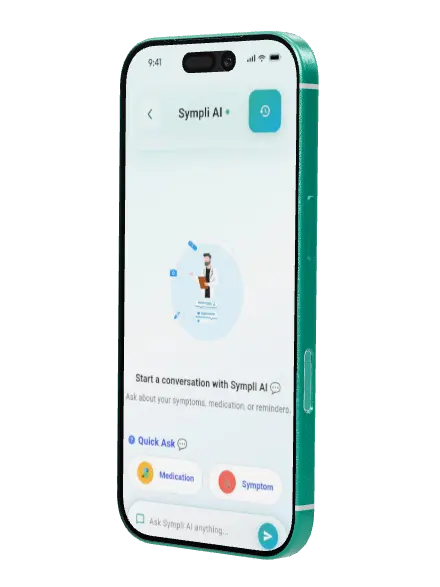 9:41
Sympli AI
Start a conversation with Sympli AI 💬
Ask about your symptoms, medication, or reminders.
Quick Ask 💬
Medication
Symptom
Ask Sympli AI anything...